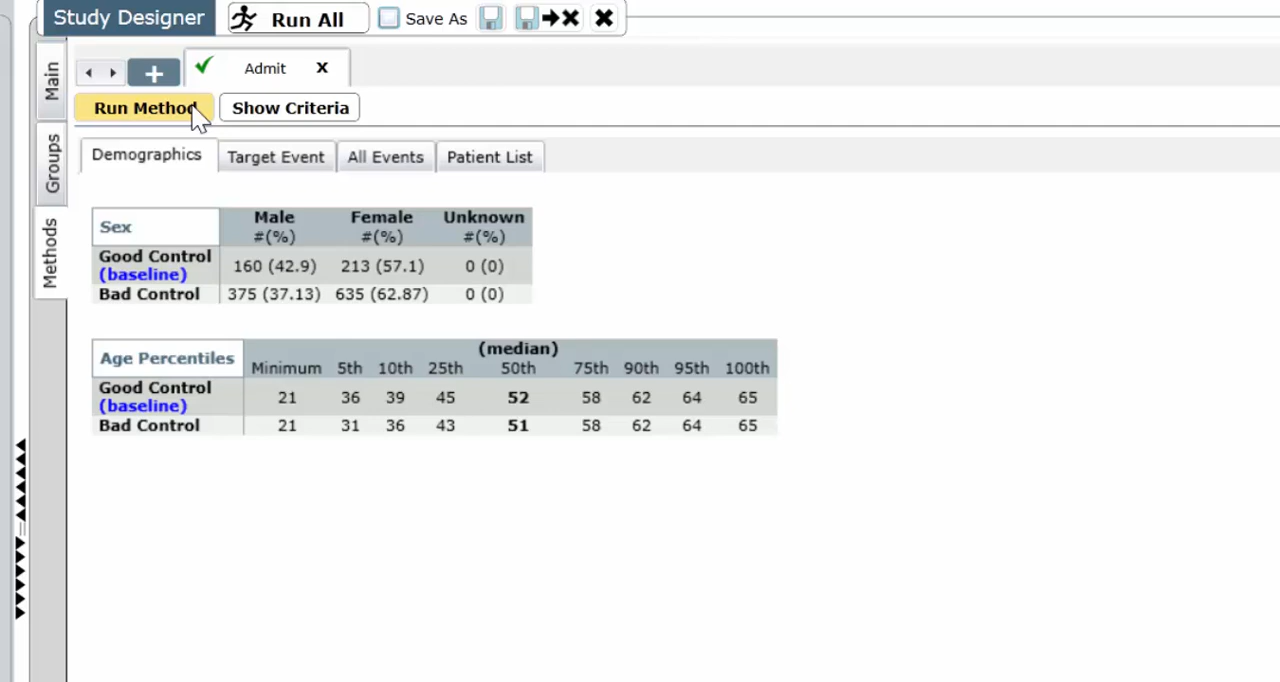 Study Designer Run All Save As
Main
Groups
Methods
+ Admit x
Run Method Show Criteria
Demographics Target Event All Events Patient List
Sex Male Female Unknown
#(%) #(%) #(%)
Good Control
(baseline) 160 (42.9) 213 (57.1) 0 (0)
Bad Control 375 (37.13) 635 (62.87) 0 (0)
(median)
Age Percentiles Minimum 5th 10th 25th 50th 75th 90th 95th 100th
Good Control
(baseline) 21 36 39 45 52 58 62 64 65
Bad Control 21 31 36 43 51 58 62 64 65